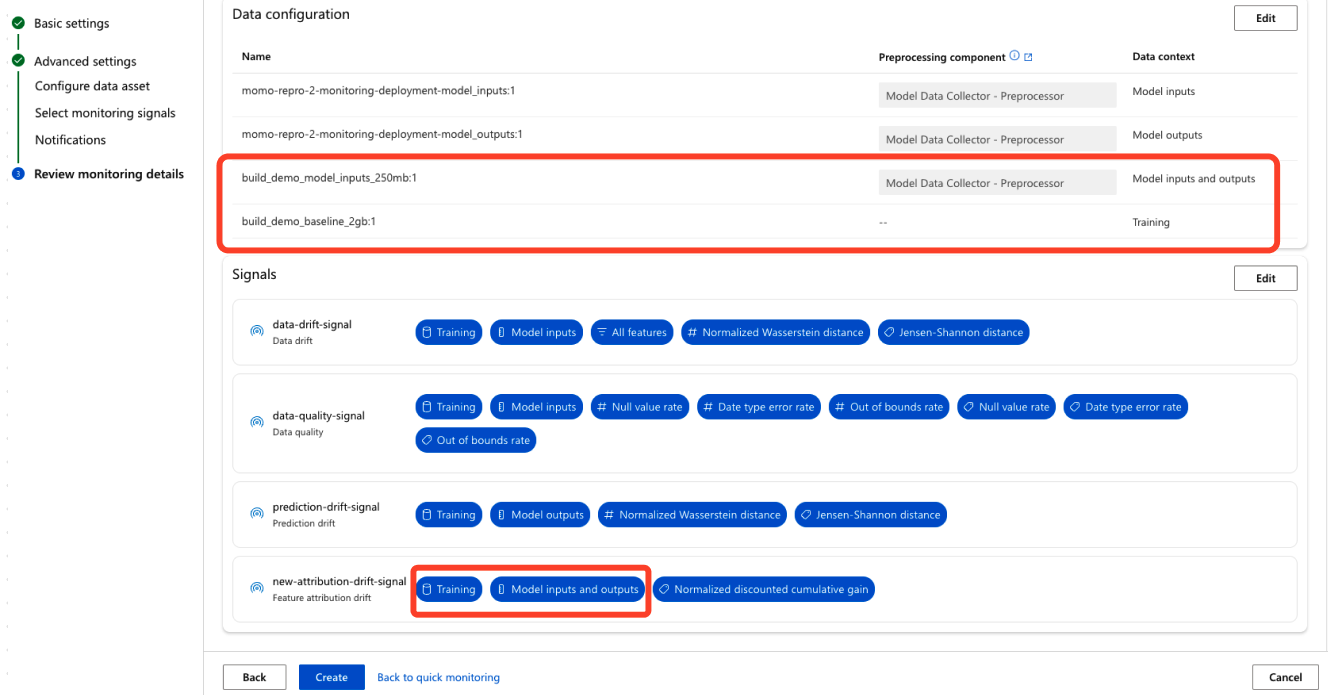 Basic settings
Advanced settings
Configure data asset
Select monitoring signals
Notifications
3
Review monitoring details
Data configuration
Edit
Name Preprocessing component Data context
momo-repro-2-monitoring-deployment-model_inputs:1 Model Data Collector - Preprocessor Model inputs
momo-repro-2-monitoring-deployment-model_outputs:1 Model Data Collector - Preprocessor Model outputs
build_demo_model_inputs_250mb:1 Model Data Collector - Preprocessor Model inputs and outputs
build_demo_baseline_2gb:1 -- Training
Signals
Edit
data-drift-signal
Data drift
Training Model inputs All features # Normalized Wasserstein distance Jensen-Shannon distance
data-quality-signal
Data quality
Training Model inputs # Null value rate # Date type error rate # Out of bounds rate Null value rate Date type error rate
Out of bounds rate
prediction-drift-signal
Prediction drift
Training Model outputs # Normalized Wasserstein distance Jensen-Shannon distance
new-attribution-drift-signal
Feature attribution drift
Training Model inputs and outputs Normalized discounted cumulative gain
Back Create Back to quick monitoring Cancel